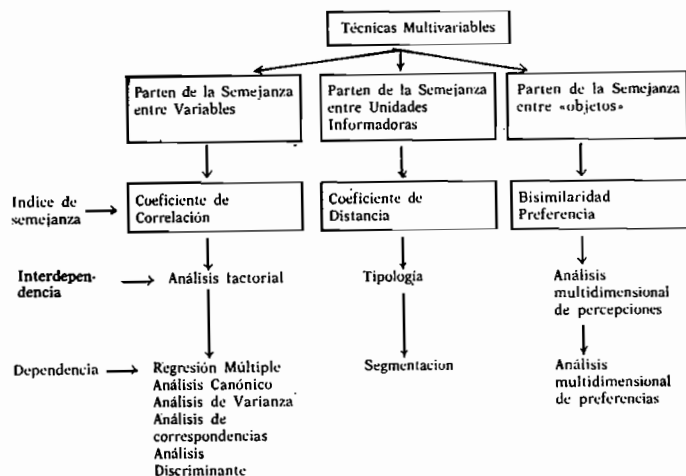 Técnicas Multivariables
Parten de la Semejanza
entre Variables
Parten de la Semejanza
entre Unidades
Informadoras
Parten de la Semejanza
entre «objetos»
Indice de
semejanza
Coeficiente de
Correlación
Coeficiente de
Distancia
Bisimilaridad
Preferencia
Interdepen-
dencia
Análisis factorial
Tipología
Análisis
multidimensional
de percepciones
Dependencia
Regresión Múltiple
Análisis Canónico
Análisis de Varianza
Análisis de
correspondencias
Análisis
Discriminante
Segmentacion
Análisis
multidimensional
de preferencias